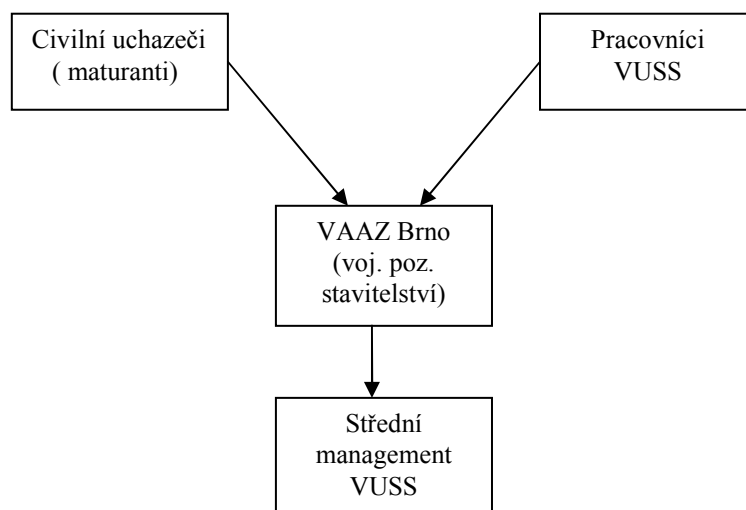 Civilní uchazeči
( maturanti)
Pracovníci
VUSS
VAAZ Brno
(voj. poz.
stavitelství)
Střední
management
VUSS